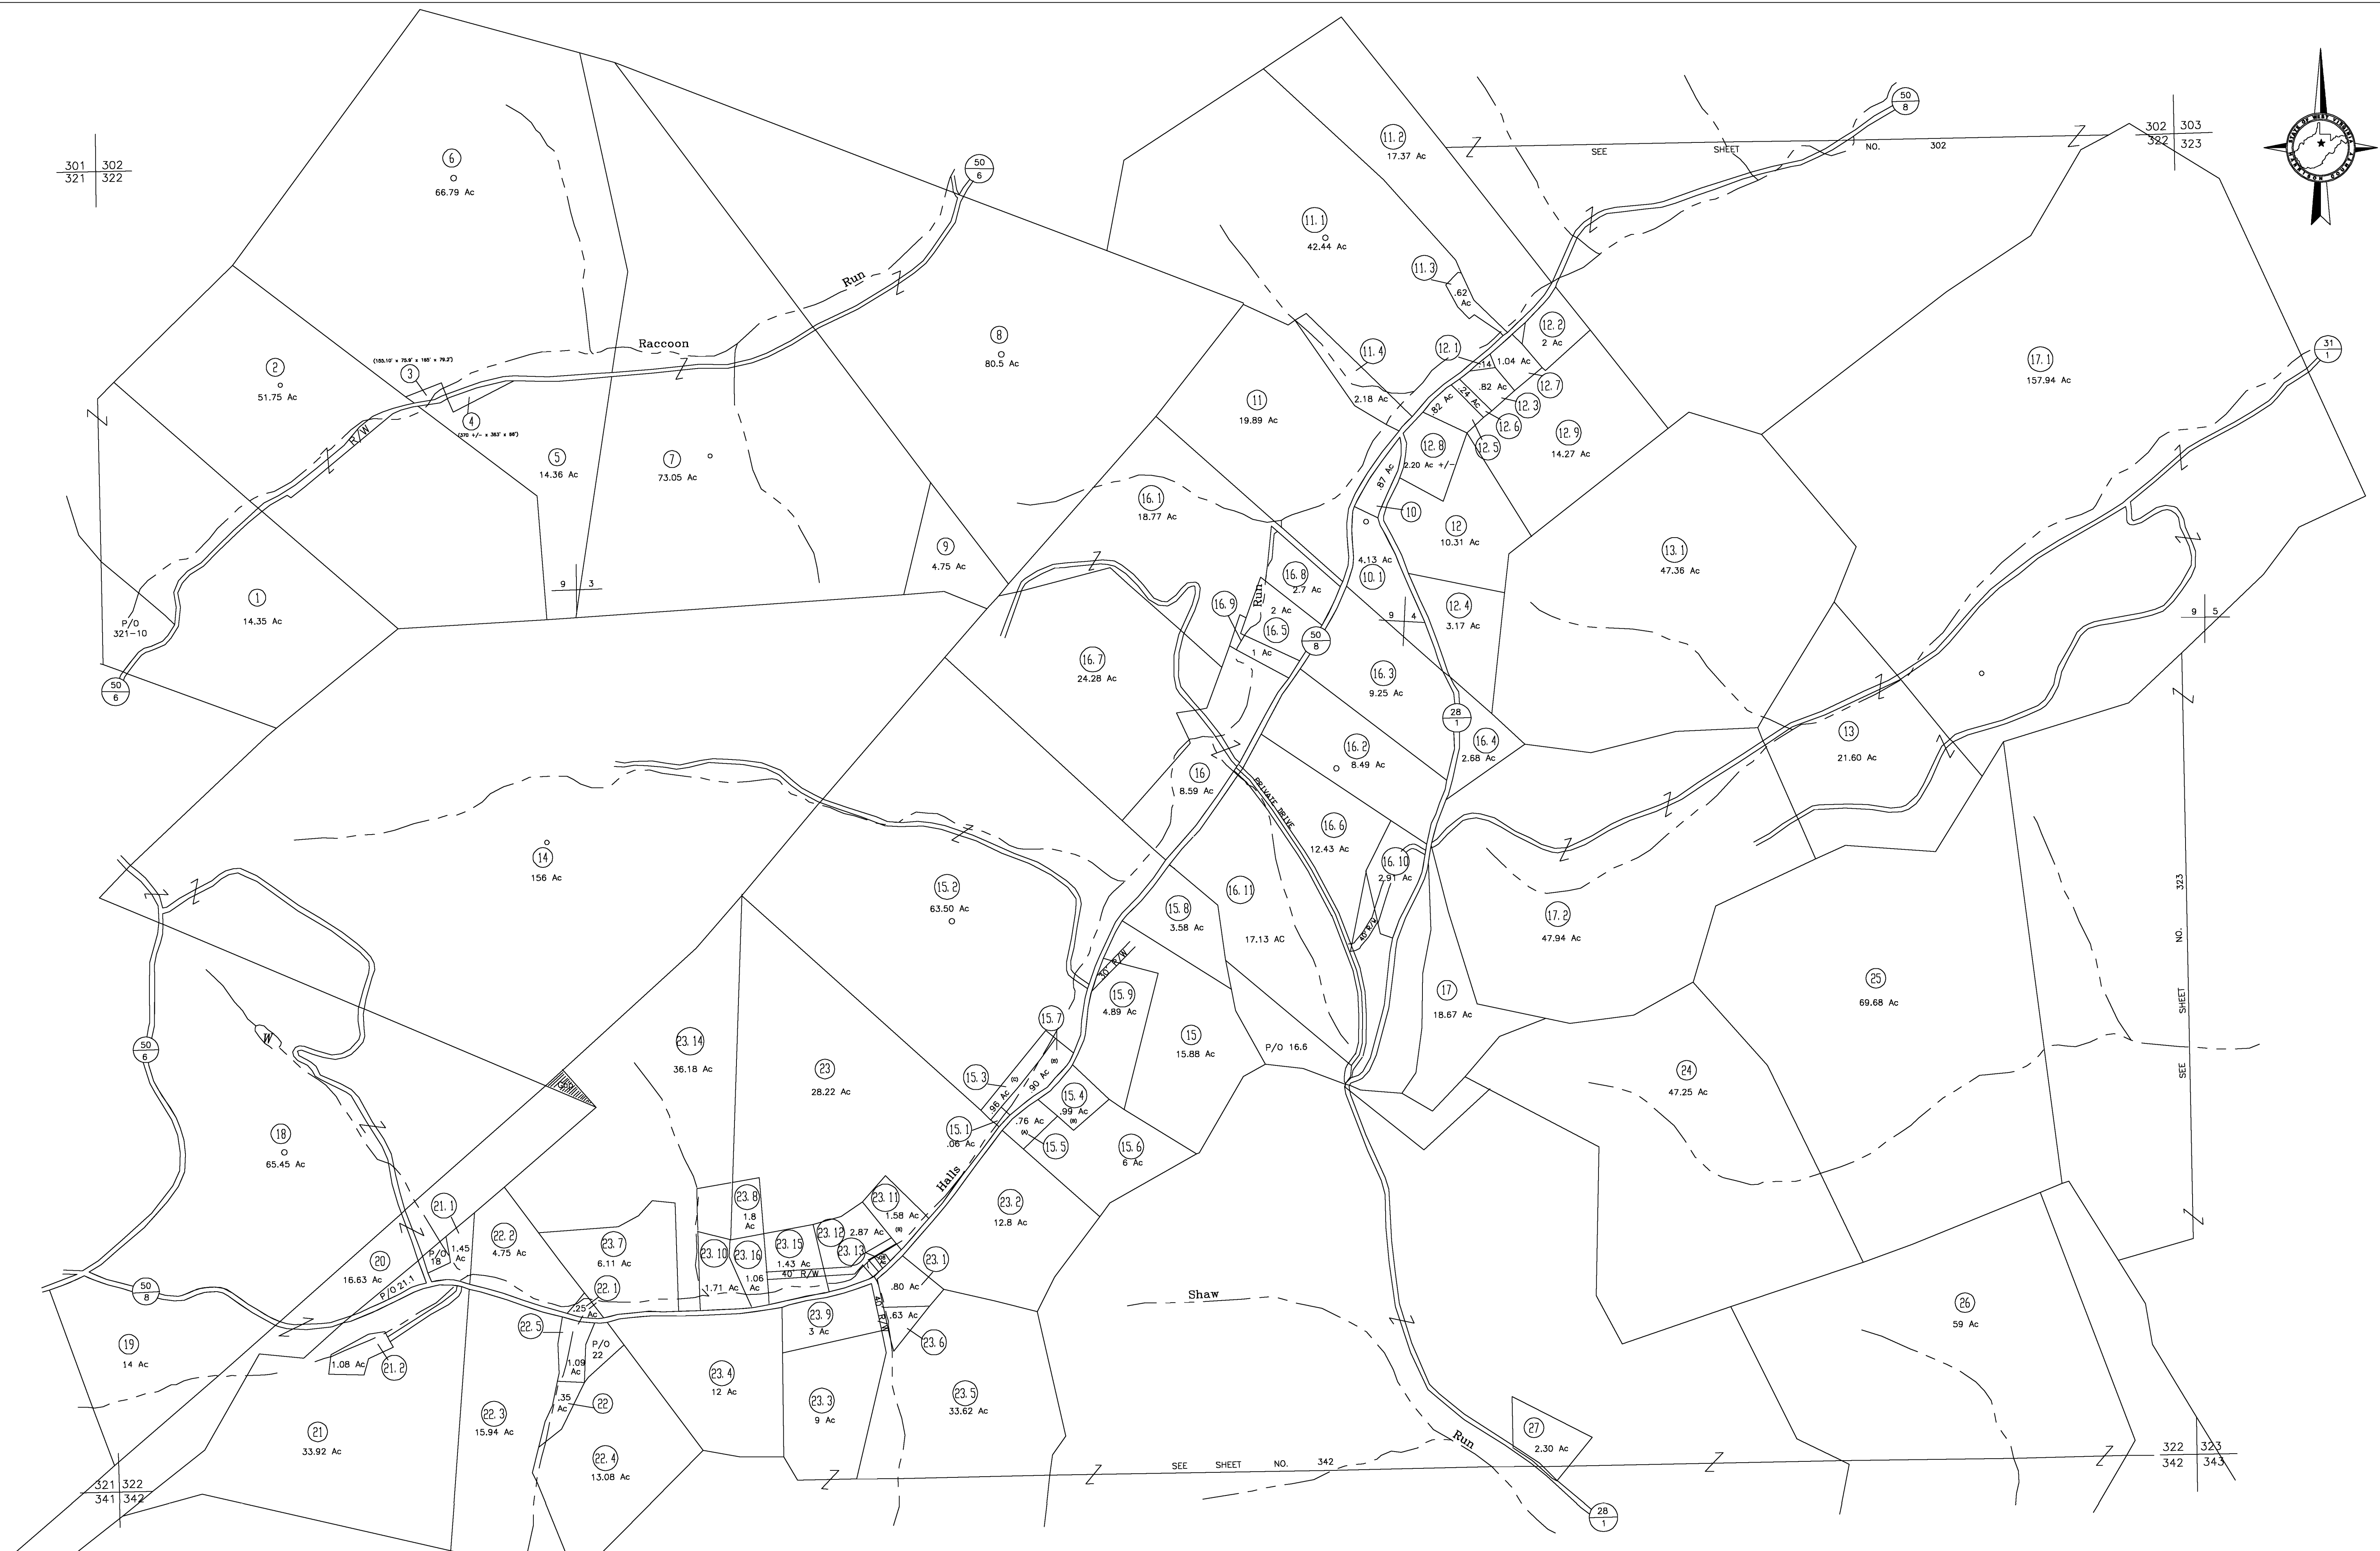 301 302
321 322
6
66.79 Ac
50
6
11.2
17.37 Ac
50
8
SEE SHEET NO. 302
302 303
322 323
STATE OF WEST VIRGINIA
11.1
42.44 Ac
11.3
.62
Ac
Run
Raccoon
(155.10' x 75.9' x 165' x 79.2')
2
51.75 Ac
3
4
R/W
5
14.36 Ac
7
73.05 Ac
8
80.5 Ac
11
19.89 Ac
11.4
2.18 Ac
12.1
.14
12.2
2 Ac
1.04 Ac
12.7
.82 Ac
.24 Ac
12.3
.82 Ac
12.6
12.5
12.8
2.20 Ac +/-
12.9
14.27 Ac
17.1
157.94 Ac
31
1
.87 Ac
10
12
10.31 Ac
16.1
18.77 Ac
9
4.75 Ac
9 3
1
14.35 Ac
P/O
321-10
50
6
13.1
47.36 Ac
4.13 Ac
10.1
16.8
2.7 Ac
Run
16.9
2 Ac
16.5
1 Ac
50
8
9 4
12.4
3.17 Ac
9 5
16.7
24.28 Ac
16.3
9.25 Ac
28
1
16.4
2.68 Ac
16.2
8.49 Ac
13
21.60 Ac
16
8.59 Ac
PRIVATE DRIVE
16.6
12.43 Ac
16.10
2.91 Ac
40' R/W
14
156 Ac
15.2
63.50 Ac
15.8
3.58 Ac
16.11
17.13 AC
17.2
47.94 Ac
25
69.68 Ac
SEE SHEET NO. 323
30' R/W
15.9
4.89 Ac
17
18.67 Ac
W
50
6
23.14
36.18 Ac
23
28.22 Ac
15.7
15.3
.96 Ac
.90 Ac
(B)
15
15.88 Ac
P/O 16.6
15.4
.99 Ac
(B)
24
47.25 Ac
15.1
.06 Ac
.76 Ac
(A)
15.5
15.6
6 Ac
18
65.45 Ac
Halls
23.2
12.8 Ac
21.1
P/O
18
1.45
Ac
22.2
4.75 Ac
23.7
6.11 Ac
23.8
1.8
Ac
23.11
1.58 Ac
(B)
23.10
1.71 Ac
23.16
1.06
Ac
23.15
1.43 Ac
40' R/W
23.12
2.87 Ac
23.13
23.1
.80 Ac
20
16.63 Ac
P/O 21.1
50
8
22.1
.25
Ac
22.5
P/O
22
1.09
Ac
.35
Ac
22
23.9
3 Ac
40' R/W
.63 Ac
23.6
Shaw
26
59 Ac
19
14 Ac
1.08 Ac
21.2
23.4
12 Ac
23.3
9 Ac
23.5
33.62 Ac
21
33.92 Ac
22.3
15.94 Ac
22.4
13.08 Ac
Run
27
2.30 Ac
SEE SHEET NO. 342
322 323
342 343
321 322
341 342
28
1